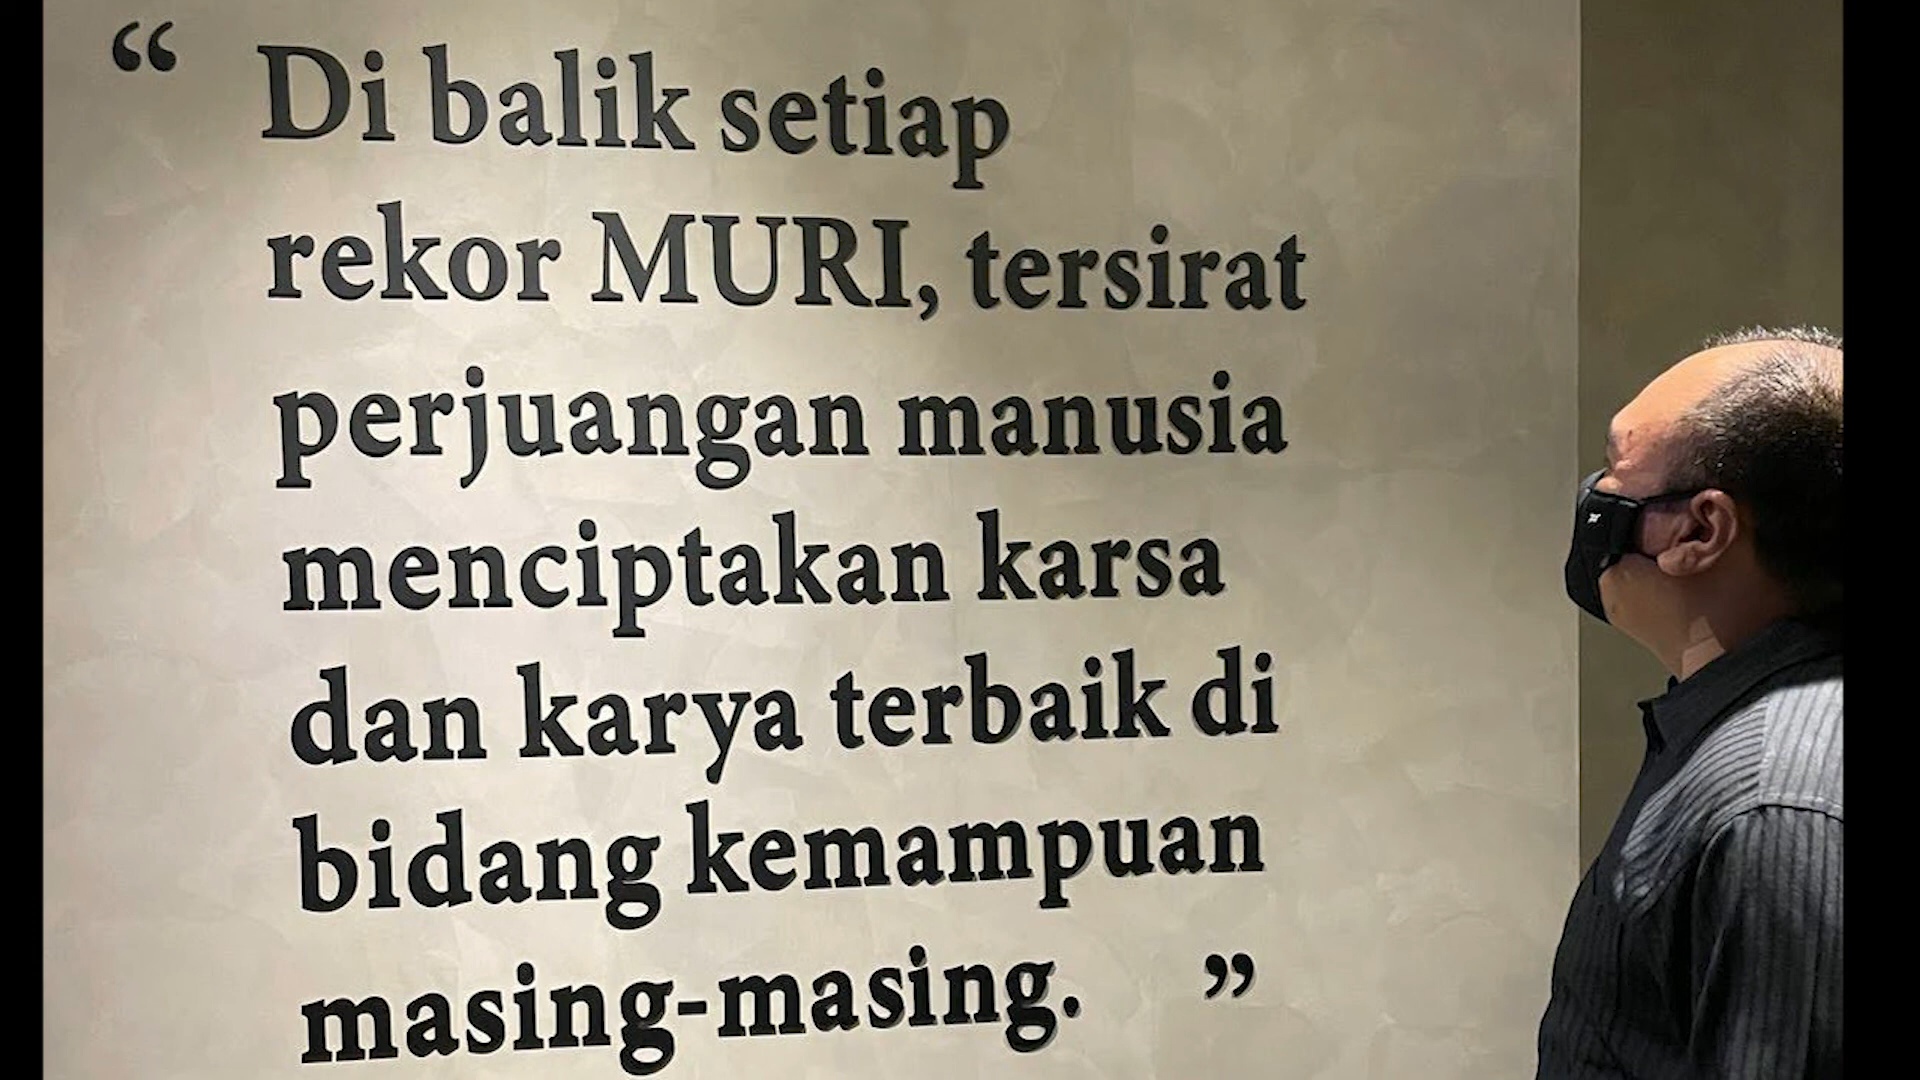 “ Di balik setiap
rekor MURI, tersirat
perjuangan manusia
menciptakan karsa
dan karya terbaik di
bidang kemampuan
masing-masing. ”